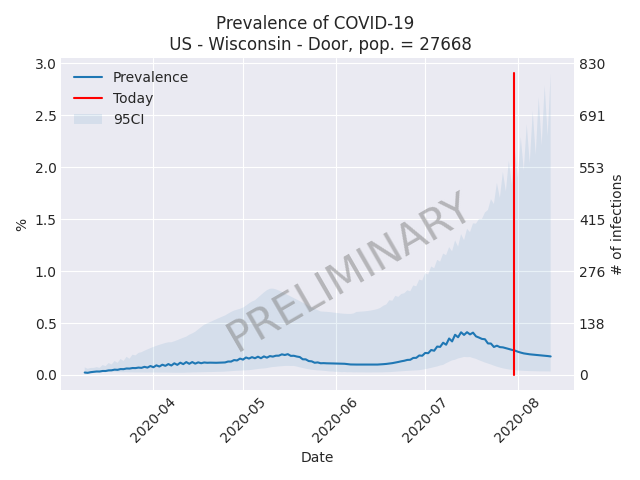 Prevalence of COVID-19
US - Wisconsin - Door, pop. = 27668
3.0
2.5
2.0
1.5
1.0
0.5
0.0
%
830
691
553
415
276
138
0
# of infections
Prevalence
Today
95CI
PRELIMINARY
2020-04
2020-05
2020-06
2020-07
2020-08
Date